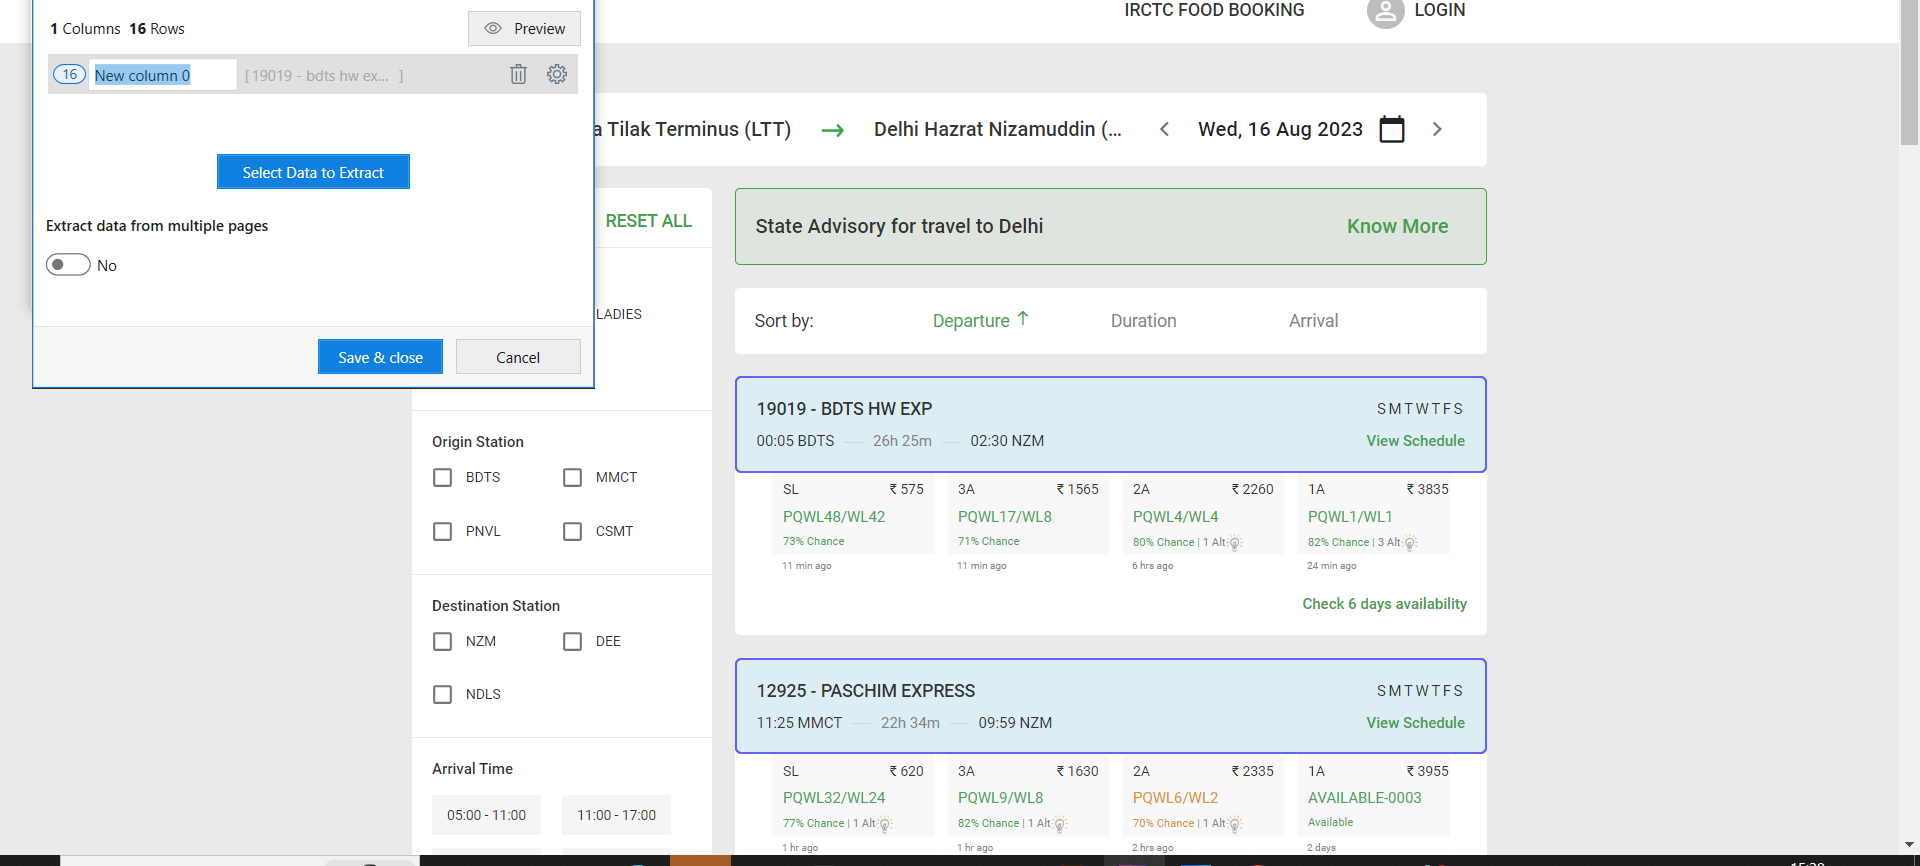 1 Columns 16 Rows
Preview
16 New column 0 [ 19019 - bdts hw ex... ]
Select Data to Extract
Extract data from multiple pages
No
Save & close Cancel
IRCTC FOOD BOOKING LOGIN
a Tilak Terminus (LTT) → Delhi Hazrat Nizamuddin (... < Wed, 16 Aug 2023 >
RESET ALL
LADIES
Origin Station
BDTS MMCT
PNVL CSMT
Destination Station
NZM DEE
NDLS
Arrival Time
05:00 - 11:00 11:00 - 17:00
State Advisory for travel to Delhi Know More
Sort by: Departure ↑ Duration Arrival
19019 - BDTS HW EXP S M T W T F S
00:05 BDTS — 26h 25m — 02:30 NZM View Schedule
SL ₹ 575 3A ₹ 1565 2A ₹ 2260 1A ₹ 3835
PQWL48/WL42 PQWL17/WL8 PQWL4/WL4 PQWL1/WL1
73% Chance 71% Chance 80% Chance | 1 Alt 82% Chance | 3 Alt
11 min ago 11 min ago 6 hrs ago 24 min ago
Check 6 days availability
12925 - PASCHIM EXPRESS S M T W T F S
11:25 MMCT — 22h 34m — 09:59 NZM View Schedule
SL ₹ 620 3A ₹ 1630 2A ₹ 2335 1A ₹ 3955
PQWL32/WL24 PQWL9/WL8 PQWL6/WL2 AVAILABLE-0003
77% Chance | 1 Alt 82% Chance | 1 Alt 70% Chance | 1 Alt Available
1 hr ago 1 hr ago 2 hrs ago 2 days